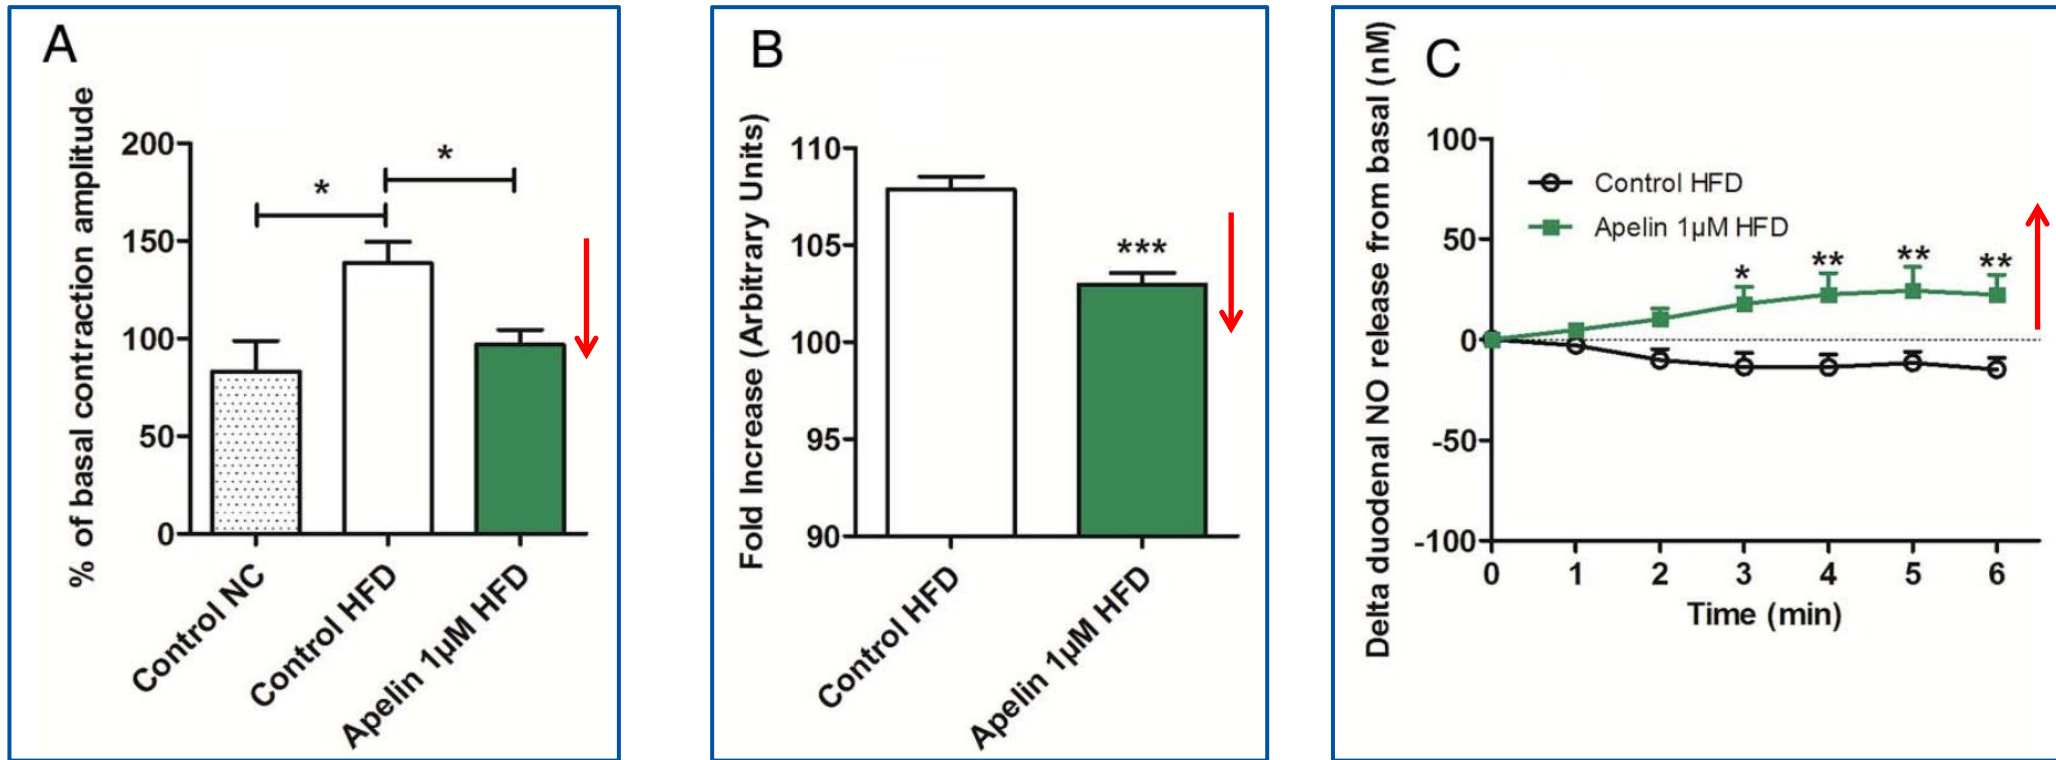 A
% of basal contraction amplitude
200
150
100
50
0
*
*
Control NC
Control HFD
Apelin 1µM HFD
B
Fold Increase (Arbitrary Units)
110
105
100
95
90
***
Control HFD
Apelin 1µM HFD
C
Delta duodenal NO release from basal (nM)
100
50
0
-50
-100
Control HFD
Apelin 1µM HFD
* ** ** **
0 1 2 3 4 5 6
Time (min)